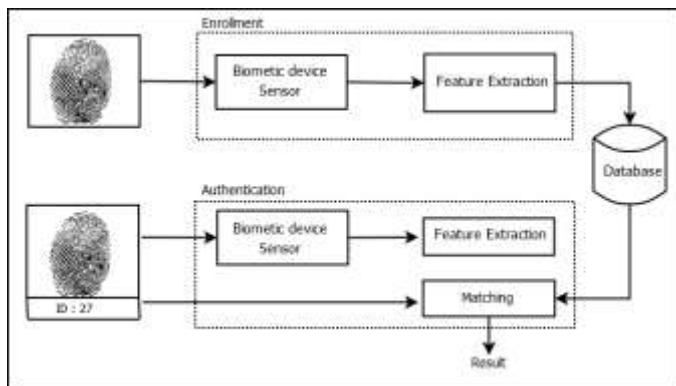 Enrollment
Biometic device
Sensor
Feature Extraction
Database
Authentication
Biometic device
Sensor
Feature Extraction
ID : 27
Matching
Result